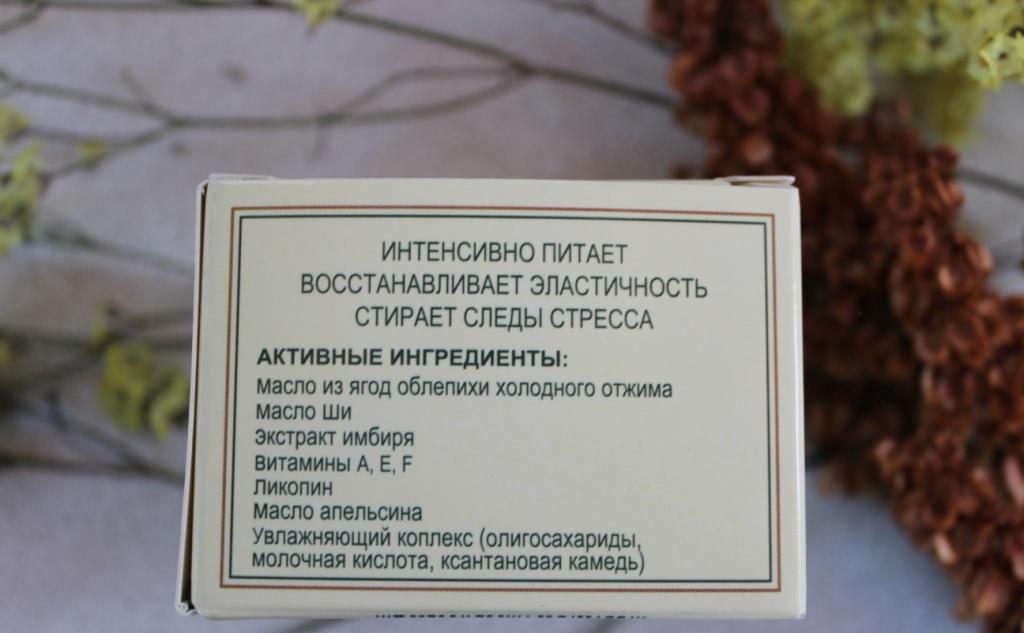 ИНТЕНСИВНО ПИТАЕТ
ВОССТАНАВЛИВАЕТ ЭЛАСТИЧНОСТЬ
СТИРАЕТ СЛЕДЫ СТРЕССА
АКТИВНЫЕ ИНГРЕДИЕНТЫ:
Масло из ягод облепихи холодного отжима
Масло Ши
Экстракт имбиря
Витамины А, Е, F
Ликопин
Масло апельсина
Увлажняющий коплекс (олигосахариды,
молочная кислота, ксантановая камедь)